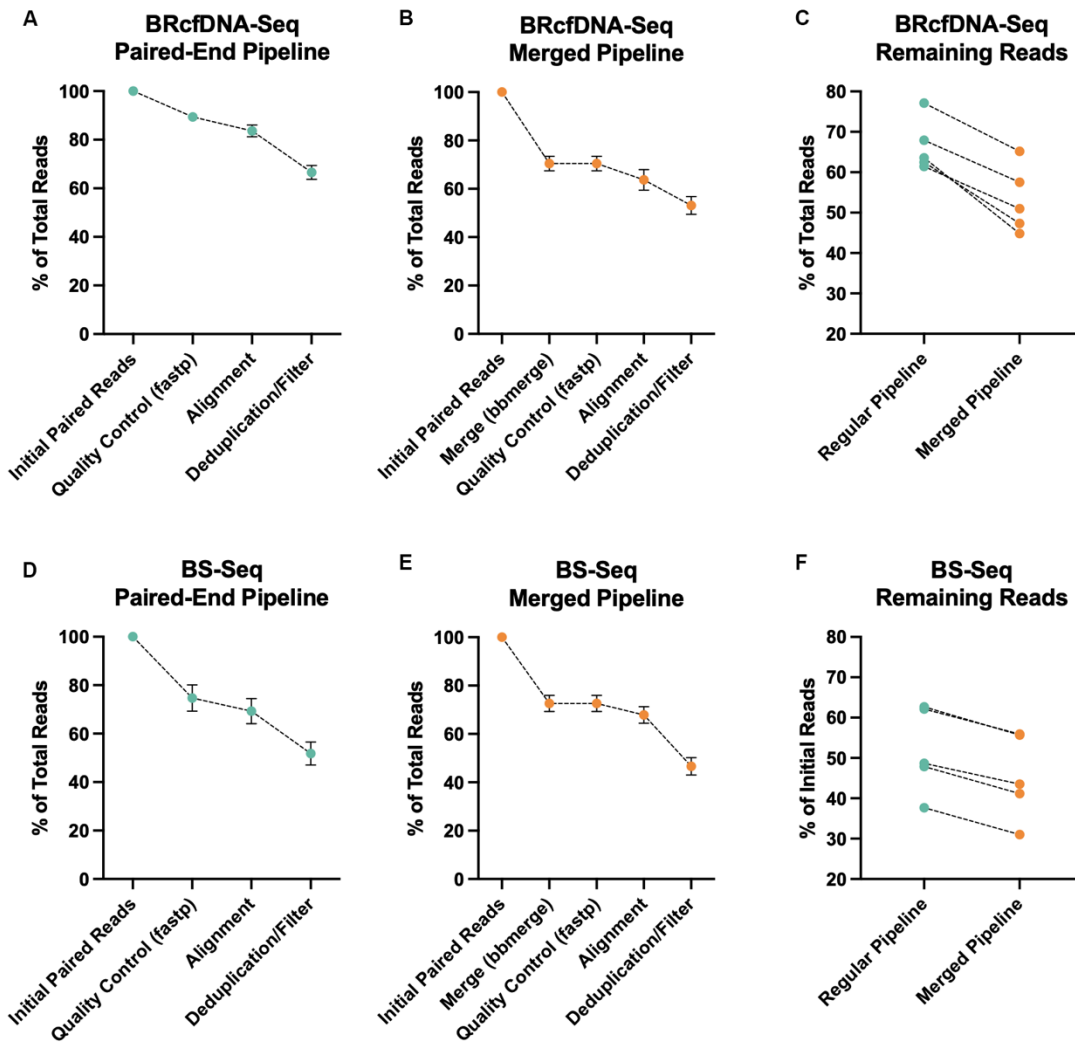 A
BRcfDNA-Seq
Paired-End Pipeline
% of Total Reads
100
80
60
40
20
0
Initial Paired Reads
Quality Control (fastp)
Alignment
Deduplication/Filter
B
BRcfDNA-Seq
Merged Pipeline
% of Total Reads
100
80
60
40
20
0
Initial Paired Reads
Merge (bbmerge)
Quality Control (fastp)
Alignment
Deduplication/Filter
C
BRcfDNA-Seq
Remaining Reads
% of Total Reads
80
70
60
50
40
30
20
Regular Pipeline
Merged Pipeline
D
BS-Seq
Paired-End Pipeline
% of Total Reads
100
80
60
40
20
0
Initial Paired Reads
Quality Control (fastp)
Alignment
Deduplication/Filter
E
BS-Seq
Merged Pipeline
% of Total Reads
100
80
60
40
20
0
Initial Paired Reads
Merge (bbmerge)
Quality Control (fastp)
Alignment
Deduplication/Filter
F
BS-Seq
Remaining Reads
% of Initial Reads
80
70
60
50
40
30
20
Regular Pipeline
Merged Pipeline